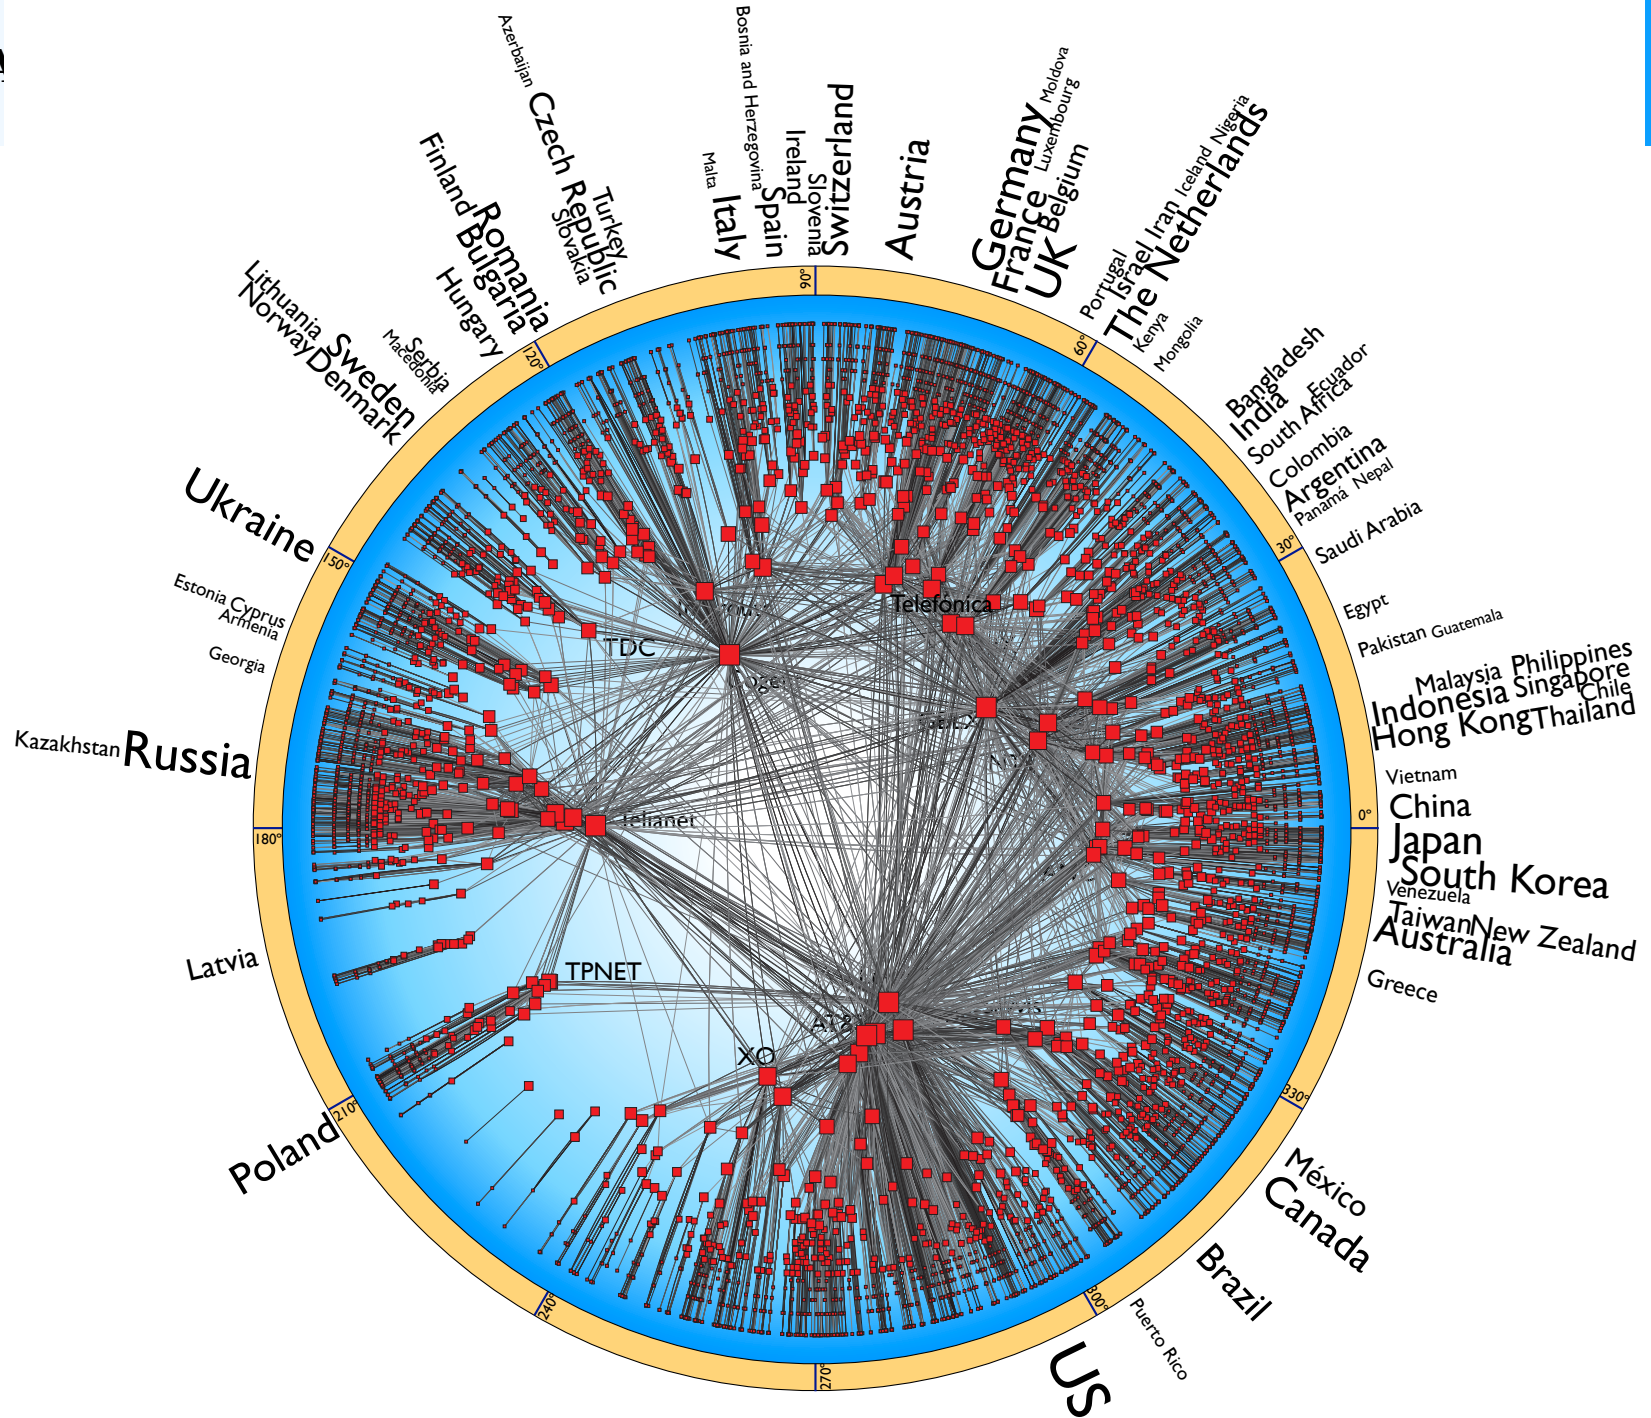 Azerbaijan
Czech Republic
Finland
Romania
Bulgaria
Hungary
Slovakia
Turkey
Malta
Italy
Bosnia and Herzegovina
Spain
Ireland
Slovenia
Switzerland
Austria
Germany
France
UK
Moldova
Luxembourg
Belgium
Portugal
Israel
Iran
Iceland
Nigeria
The Netherlands
Kenya
Mongolia
Bangladesh
India
Ecuador
South Africa
Colombia
Argentina
Panamá
Nepal
Saudi Arabia
Egypt
Pakistan
Guatemala
Malaysia
Philippines
Indonesia
Singapore
Chile
Hong Kong
Thailand
Vietnam
China
Japan
South Korea
Venezuela
Taiwan
New Zealand
Australia
Greece
México
Canada
Brazil
Puerto Rico
US
Poland
Latvia
Kazakhstan
Russia
Georgia
Armenia
Estonia
Cyprus
Ukraine
Lithuania
Norway
Denmark
Sweden
Serbia
Macedonia
0°
30°
60°
90°
120°
150°
180°
210°
240°
270°
300°
330°
Telefónica
TDC
Telianet
TPNET
XO